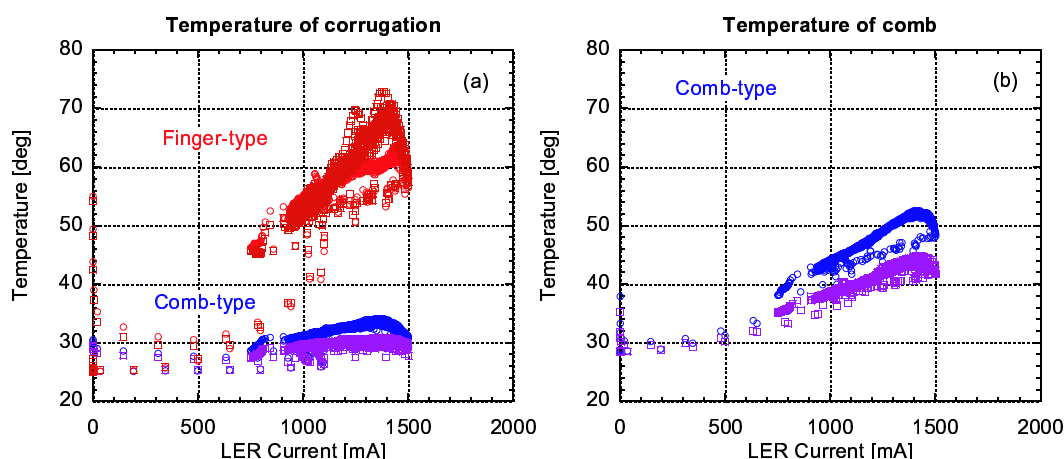 Temperature of corrugation
80
70
60
50
40
30
20
Temperature [deg]
(a)
Finger-type
Comb-type
0 500 1000 1500 2000
LER Current [mA]
Temperature of comb
80
70
60
50
40
30
20
Temperature [deg]
(b)
Comb-type
0 500 1000 1500 2000
LER Current [mA]